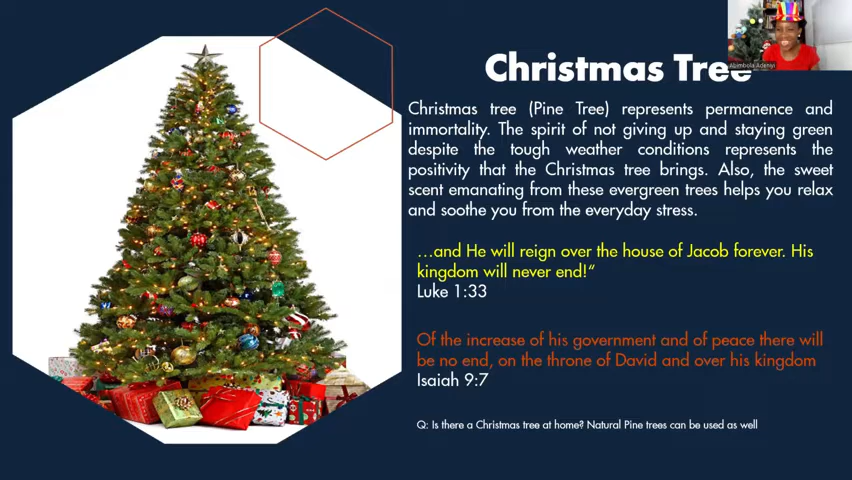 Christmas Tree
Abimbola Adeniyi
Christmas tree (Pine Tree) represents permanence and
immortality. The spirit of not giving up and staying green
despite the tough weather conditions represents the
positivity that the Christmas tree brings. Also, the sweet
scent emanating from these evergreen trees helps you relax
and soothe you from the everyday stress.
…and He will reign over the house of Jacob forever. His
kingdom will never end!“
Luke 1:33
Of the increase of his government and of peace there will
be no end, on the throne of David and over his kingdom
Isaiah 9:7
Q: Is there a Christmas tree at home? Natural Pine trees can be used as well